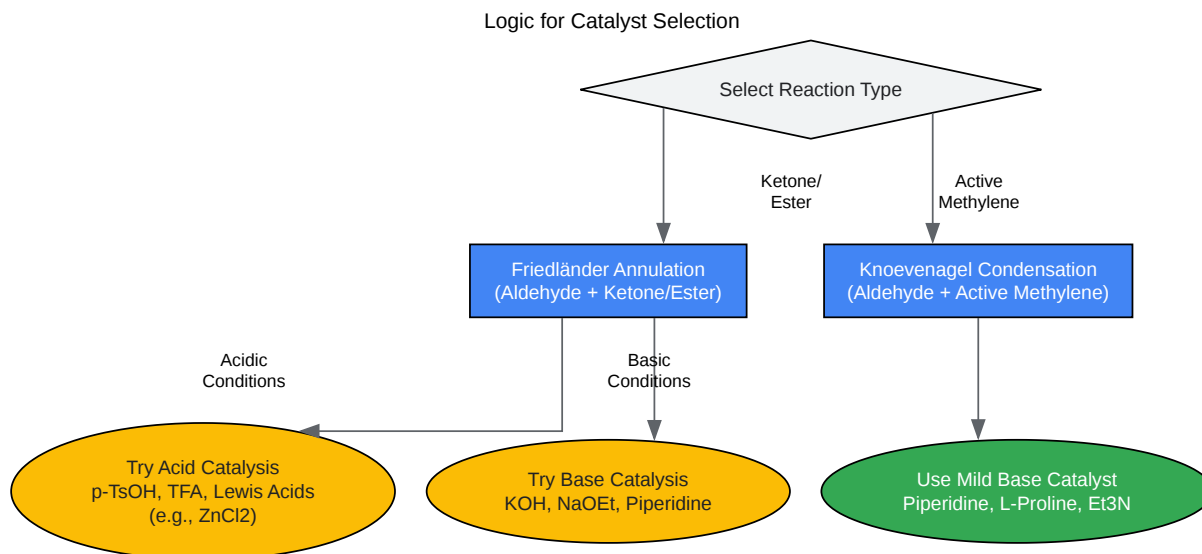 Logic for Catalyst Selection
Select Reaction Type
Ketone/
Ester
Active
Methylene
Friedländer Annulation
(Aldehyde + Ketone/Ester)
Knoevenagel Condensation
(Aldehyde + Active Methylene)
Acidic
Conditions
Basic
Conditions
Try Acid Catalysis
p-TsOH, TFA, Lewis Acids
(e.g., ZnCl2)
Try Base Catalysis
KOH, NaOEt, Piperidine
Use Mild Base Catalyst
Piperidine, L-Proline, Et3N